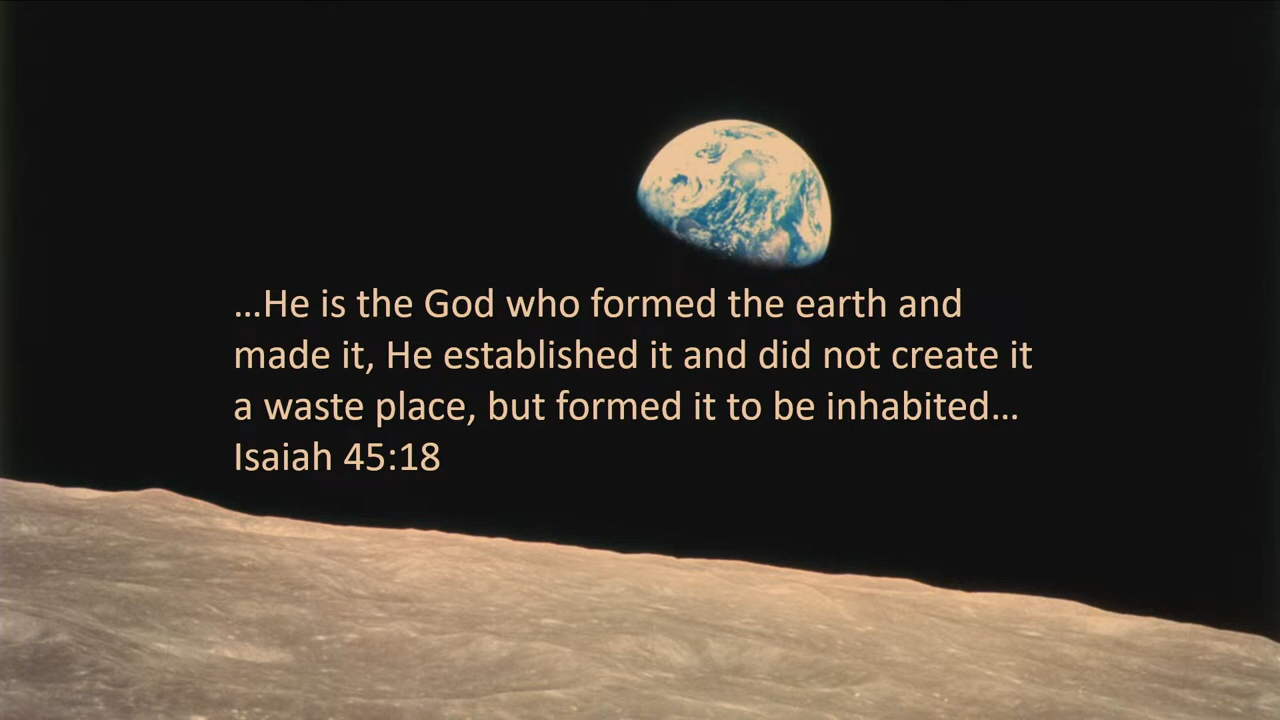 …He is the God who formed the earth and
made it, He established it and did not create it
a waste place, but formed it to be inhabited…
Isaiah 45:18